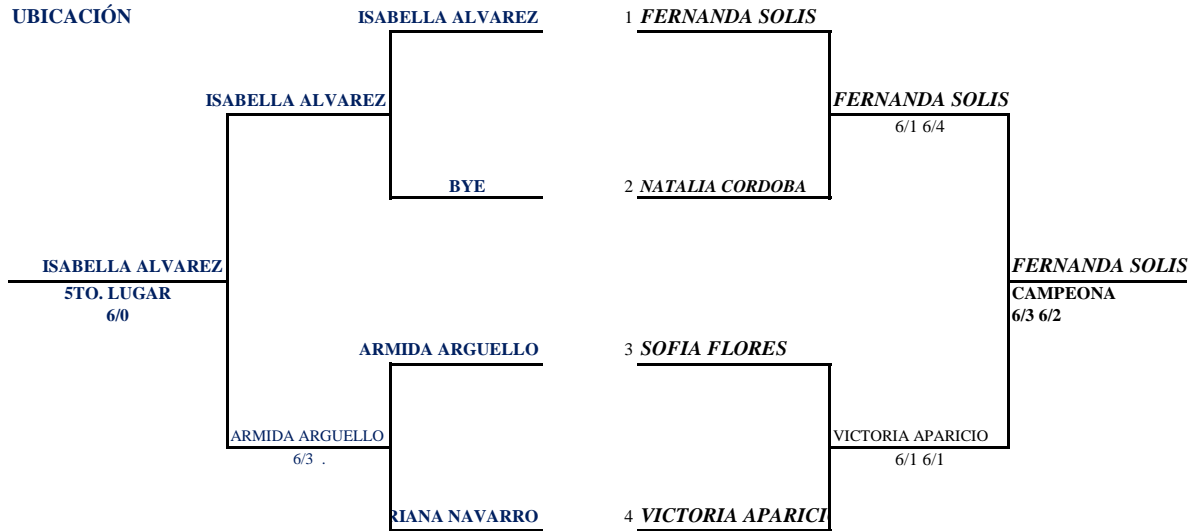 UBICACIÓN
ISABELLA ALVAREZ
1 FERNANDA SOLIS
ISABELLA ALVAREZ
FERNANDA SOLIS
6/1 6/4
BYE
2 NATALIA CORDOBA
ISABELLA ALVAREZ
FERNANDA SOLIS
5TO. LUGAR
CAMPEONA
6/0
6/3 6/2
ARMIDA ARGUELLO
3 SOFIA FLORES
ARMIDA ARGUELLO
VICTORIA APARICIO
6/3 .
6/1 6/1
RIANA NAVARRO
4 VICTORIA APARICI